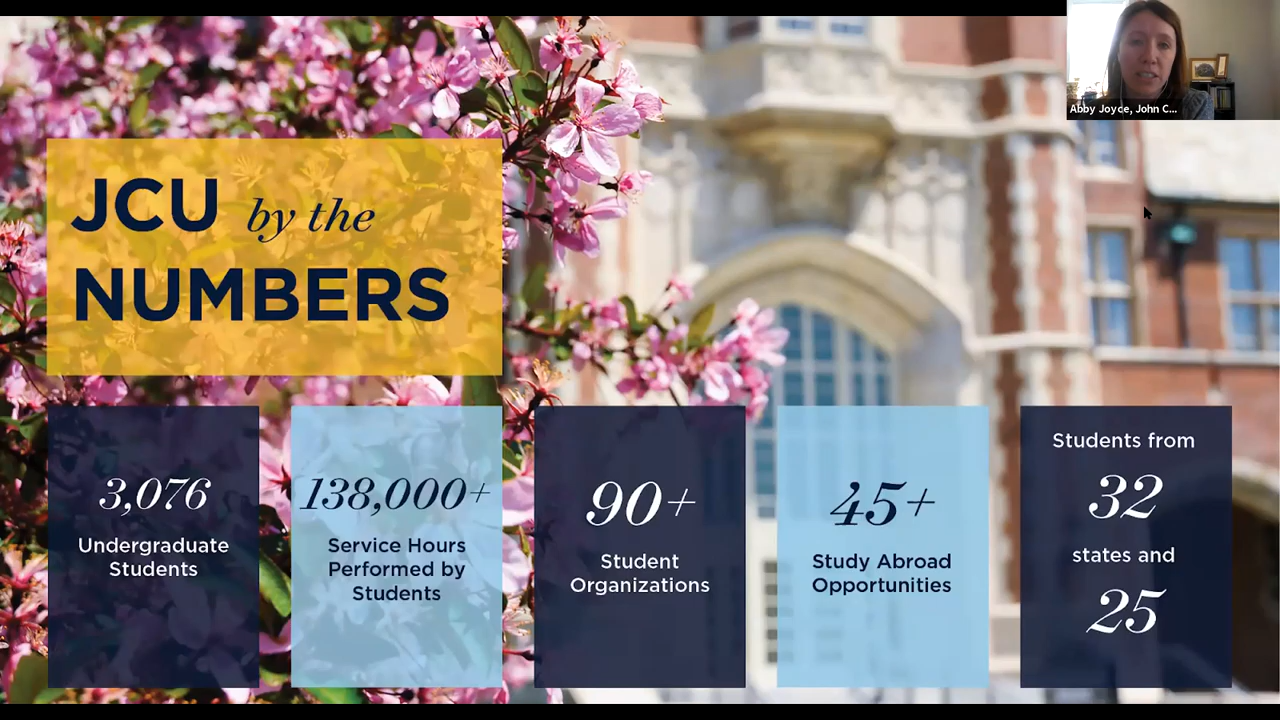 Abby Joyce, John C...
JCU by the
NUMBERS
3,076
Undergraduate
Students
138,000+
Service Hours
Performed by
Students
90+
Student
Organizations
45+
Study Abroad
Opportunities
Students from
32
states and
25